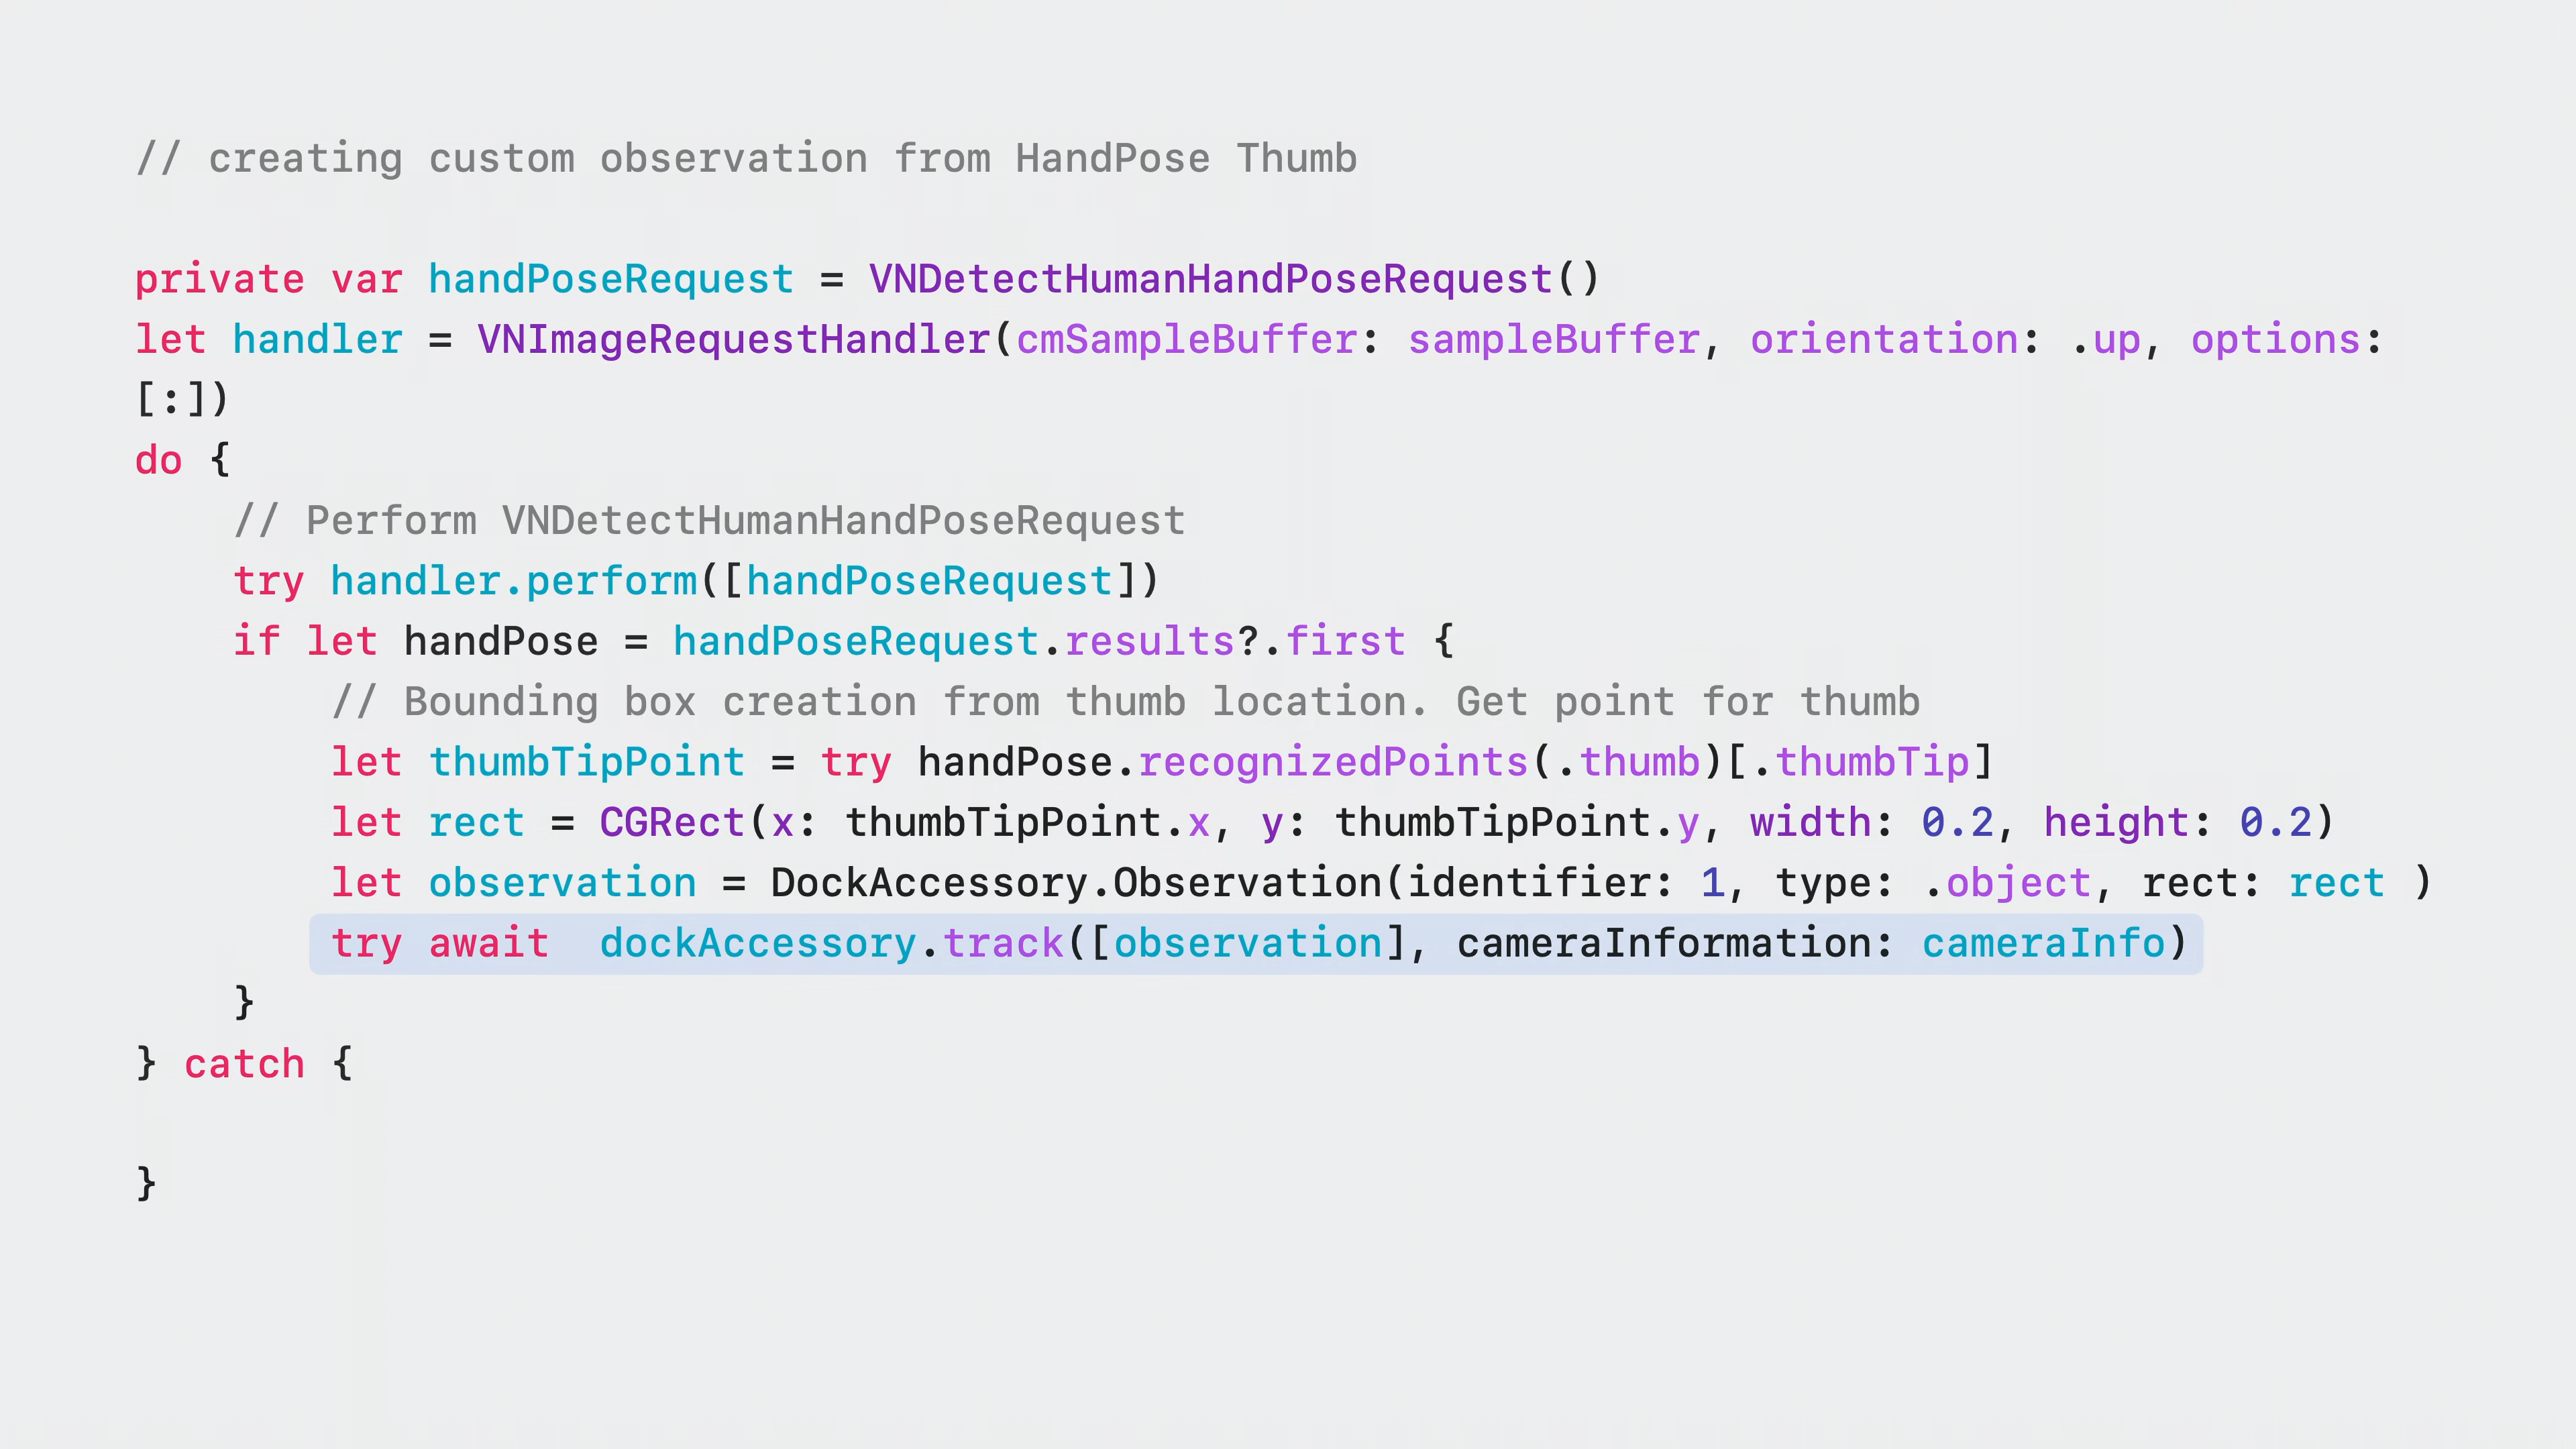 // creating custom observation from HandPose Thumb
private var handPoseRequest = VNDetectHumanHandPoseRequest()
let handler = VNImageRequestHandler(cmSampleBuffer: sampleBuffer, orientation: .up, options:
[:])
do {
    // Perform VNDetectHumanHandPoseRequest
    try handler.perform([handPoseRequest])
    if let handPose = handPoseRequest.results?.first {
        // Bounding box creation from thumb location. Get point for thumb
        let thumbTipPoint = try handPose.recognizedPoints(.thumb)[.thumbTip]
        let rect = CGRect(x: thumbTipPoint.x, y: thumbTipPoint.y, width: 0.2, height: 0.2)
        let observation = DockAccessory.Observation(identifier: 1, type: .object, rect: rect )
        try await  dockAccessory.track([observation], cameraInformation: cameraInfo)
    }
} catch {
}